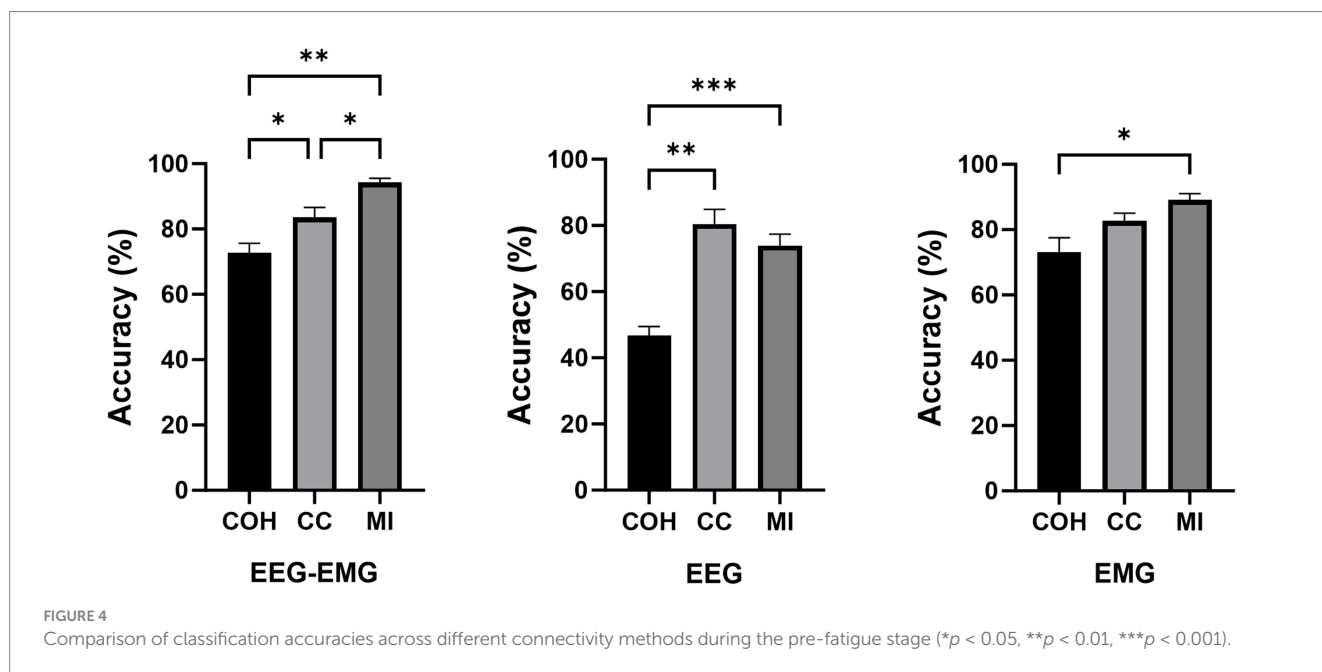 **
*
*
100
80
60
40
20
0
Accuracy (%)
COH
CC
MI
EEG-EMG
***
**
100
80
60
40
20
0
Accuracy (%)
COH
CC
MI
EEG
*
100
80
60
40
20
0
Accuracy (%)
COH
CC
MI
EMG
FIGURE 4
Comparison of classification accuracies across different connectivity methods during the pre-fatigue stage (*p < 0.05, **p < 0.01, ***p < 0.001).